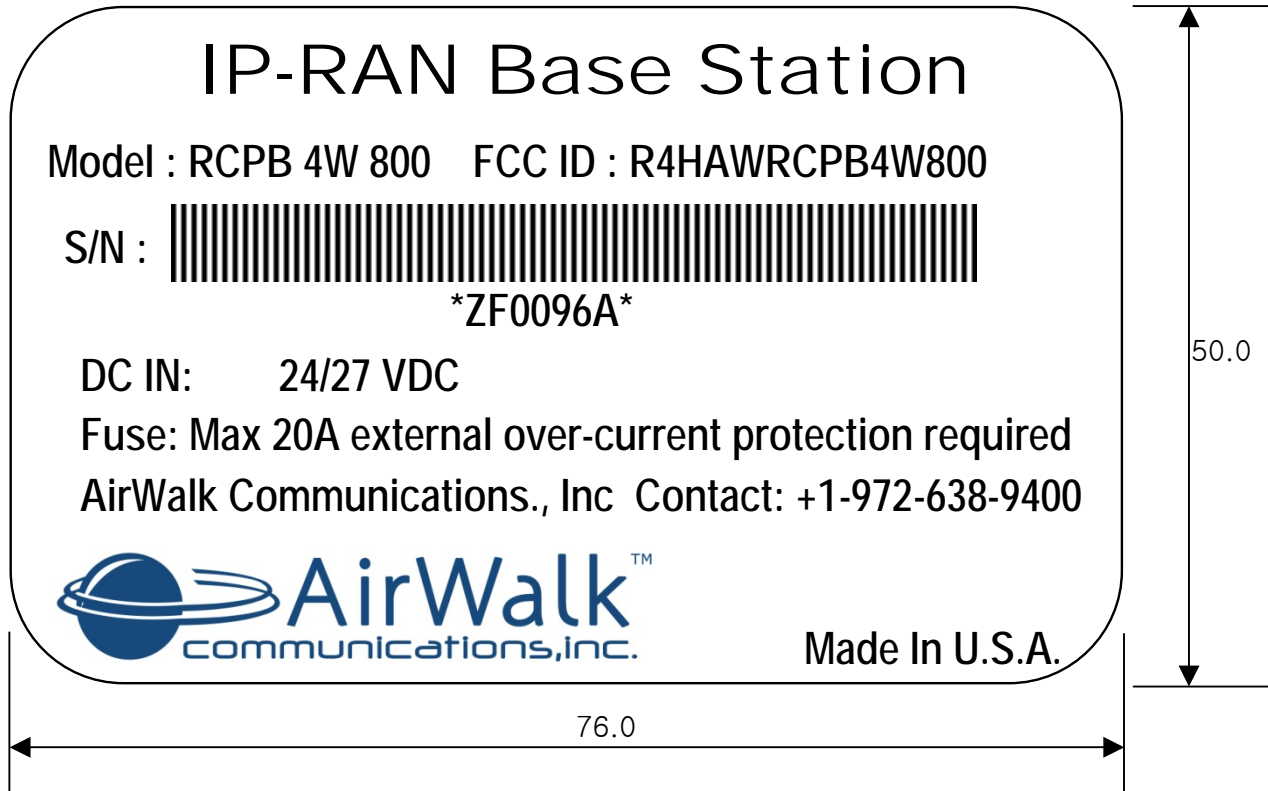 IP-RAN Base Station
Model : RCPB 4W 800 FCC ID : R4HAWRCPB4W800
S/N :
*ZF0096A*
DC IN: 24/27 VDC
Fuse: Max 20A external over-current protection required
AirWalk Communications., Inc Contact: +1-972-638-9400
AirWalk™
communications,inc.
Made In U.S.A.
50.0
76.0